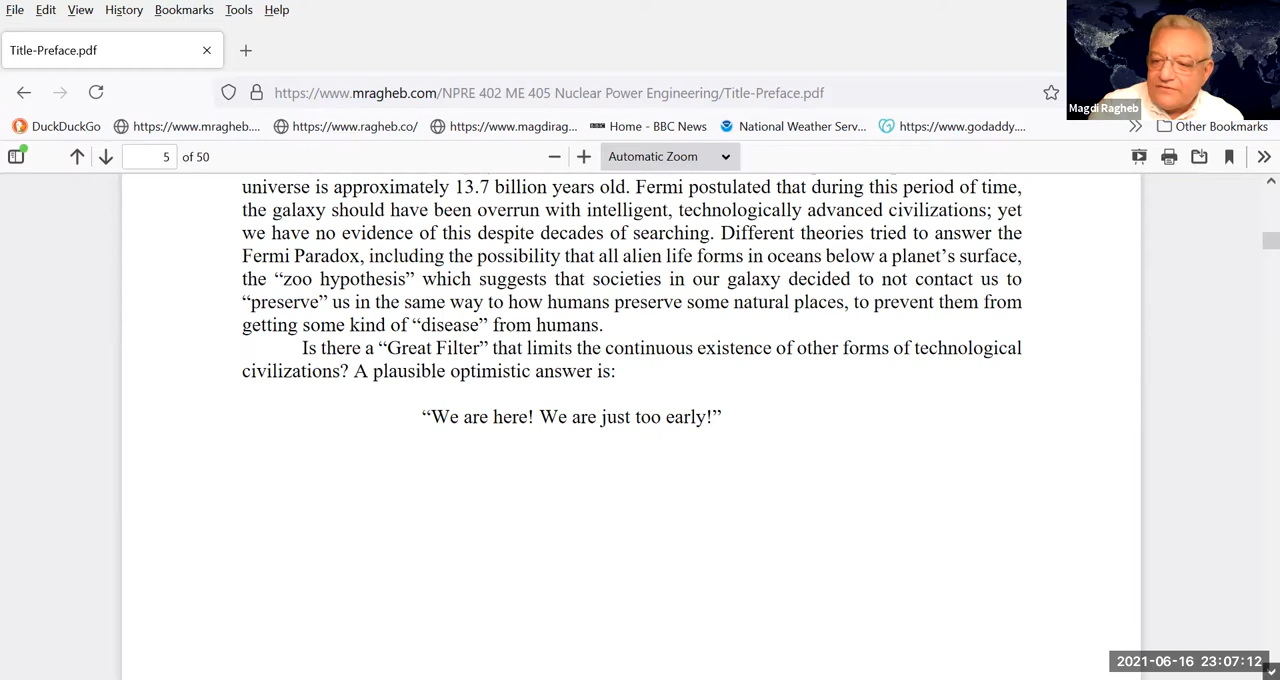 File Edit View History Bookmarks Tools Help
Title-Preface.pdf
https://www.mragheb.com/NPRE 402 ME 405 Nuclear Power Engineering/Title-Preface.pdf
Magdi Ragheb
DuckDuckGo https://www.mragheb.... https://www.ragheb.co/ https://www.magdirag... BBC Home - BBC News National Weather Serv... https://www.godaddy.... Other Bookmarks
5 of 50 Automatic Zoom
universe is approximately 13.7 billion years old. Fermi postulated that during this period of time,
the galaxy should have been overrun with intelligent, technologically advanced civilizations; yet
we have no evidence of this despite decades of searching. Different theories tried to answer the
Fermi Paradox, including the possibility that all alien life forms in oceans below a planet’s surface,
the “zoo hypothesis” which suggests that societies in our galaxy decided to not contact us to
“preserve” us in the same way to how humans preserve some natural places, to prevent them from
getting some kind of “disease” from humans.
Is there a “Great Filter” that limits the continuous existence of other forms of technological
civilizations? A plausible optimistic answer is:
“We are here! We are just too early!”
2021-06-16 23:07:12